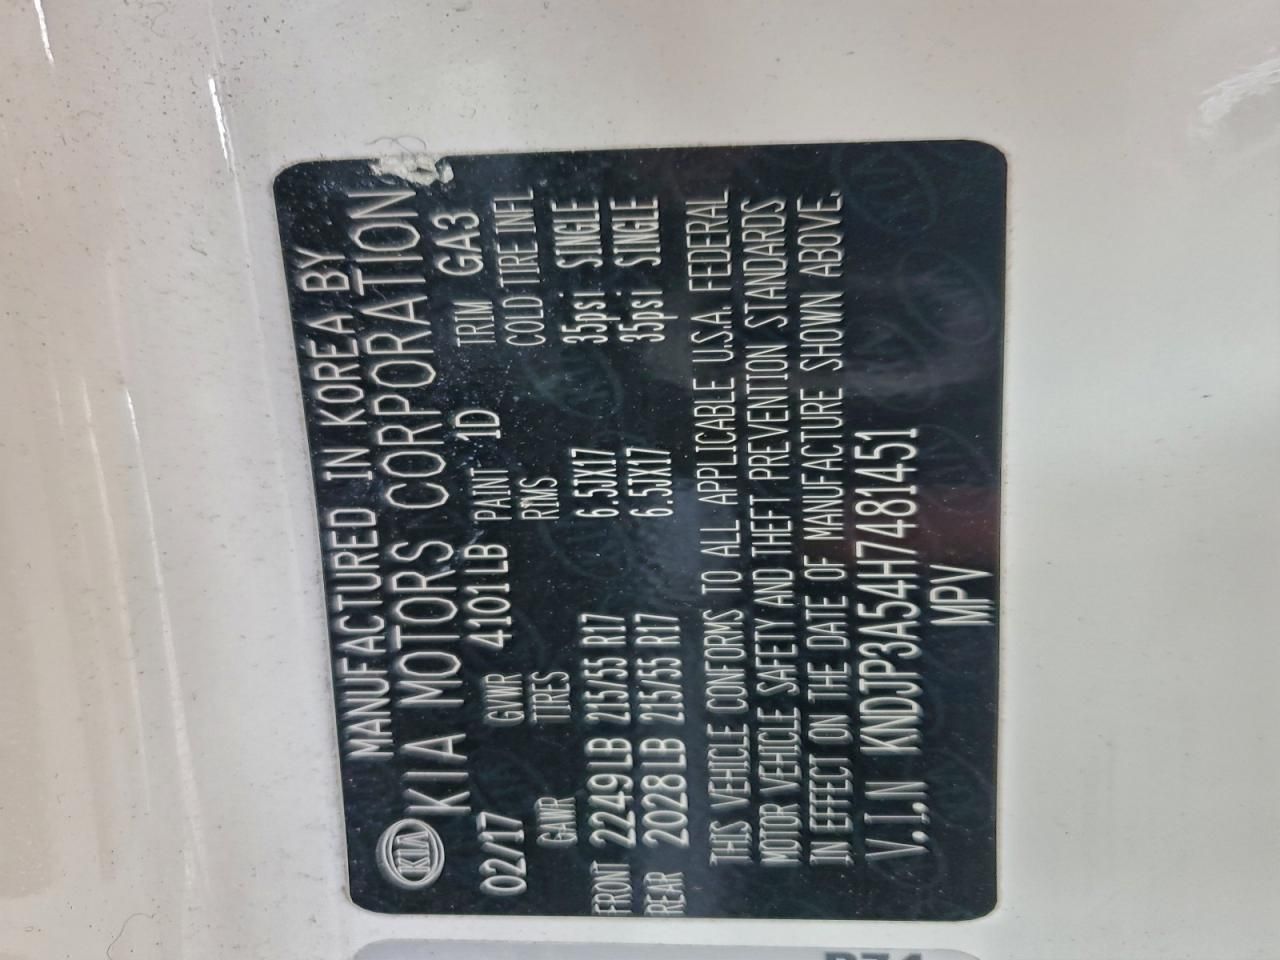 MANUFACTURED IN KOREA BY
KIA KIA MOTORS CORPORATION
02/17 GVWR 4101LB PAINT 1D TRIM GA3
GAWR TIRES RIMS COLD TIRE INFL
FRONT 2249LB 215/55 R17 6.5JX17 35psi SINGLE
REAR 2028LB 215/55 R17 6.5JX17 35psi SINGLE
THIS VEHICLE CONFORMS TO ALL APPLICABLE U.S.A. FEDERAL
MOTOR VEHICLE SAFETY AND THEFT PREVENTION STANDARDS
IN EFFECT ON THE DATE OF MANUFACTURE SHOWN ABOVE.
V.I.N KNDJP3A54H7481451
MPV